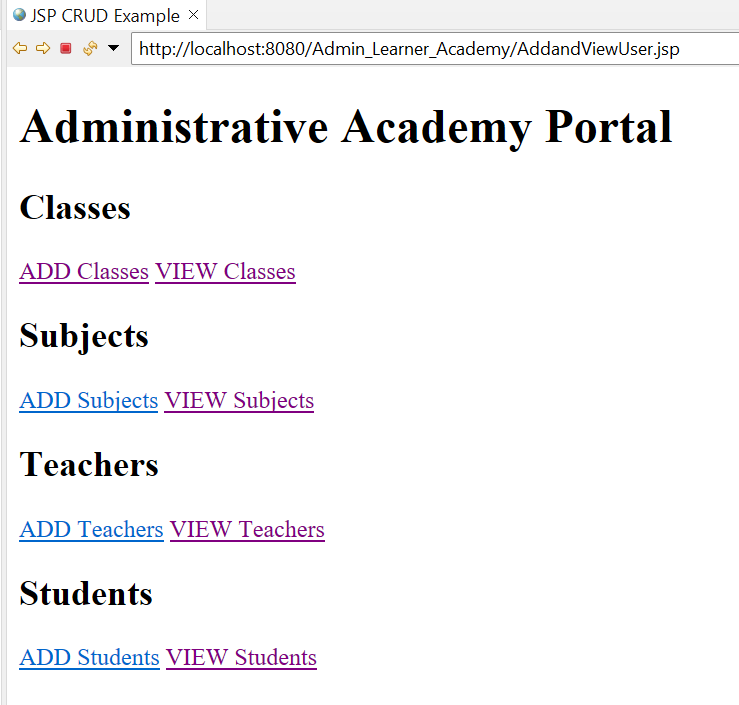 JSP CRUD Example
http://localhost:8080/Admin_Learner_Academy/AddandViewUser.jsp
Administrative Academy Portal
Classes
ADD Classes VIEW Classes
Subjects
ADD Subjects VIEW Subjects
Teachers
ADD Teachers VIEW Teachers
Students
ADD Students VIEW Students